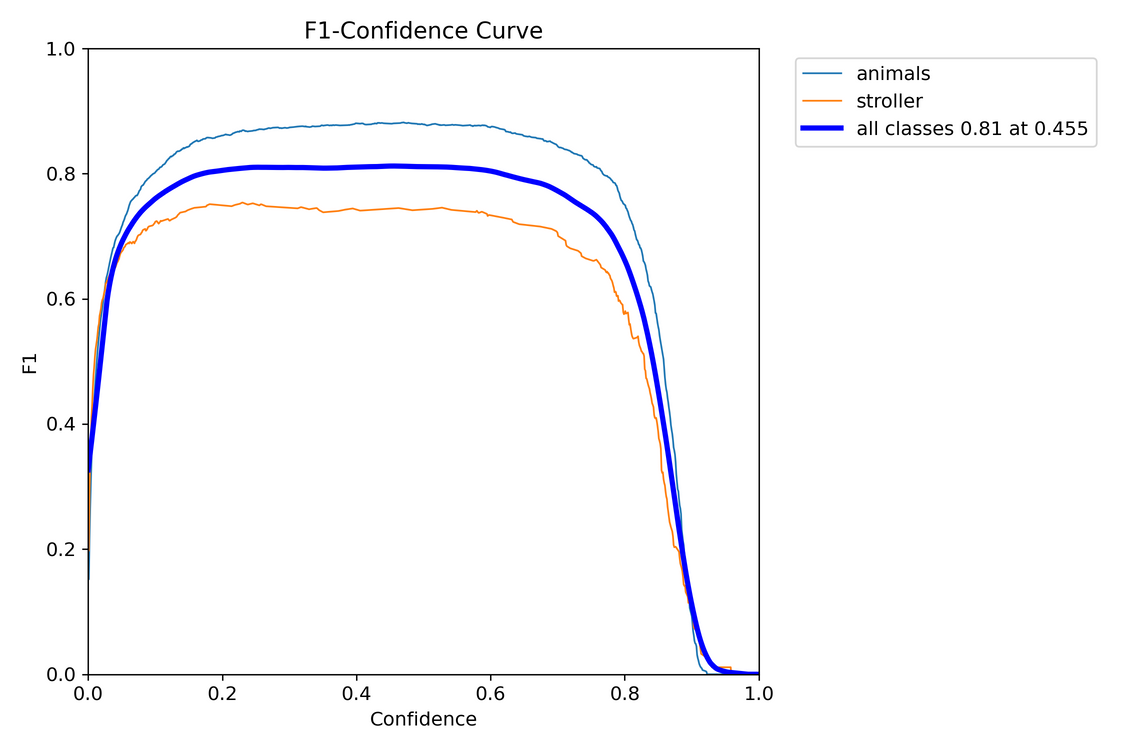 F1-Confidence Curve
1.0
0.8
0.6
0.4
0.2
0.0
F1
0.0 0.2 0.4 0.6 0.8 1.0
Confidence
animals
stroller
all classes 0.81 at 0.455